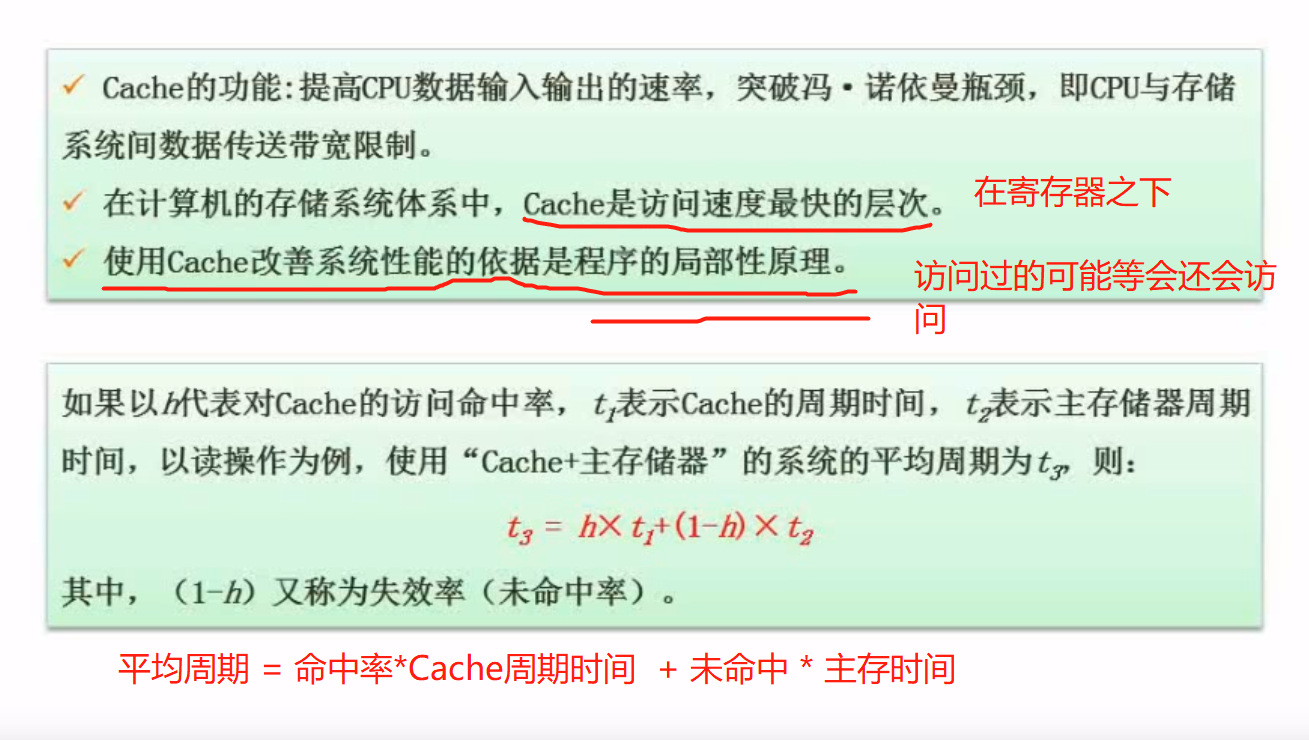 ✓ Cache的功能:提高CPU数据输入输出的速率，突破冯·诺依曼瓶颈，即CPU与存储
系统间数据传送带宽限制。
✓ 在计算机的存储系统体系中，Cache是访问速度最快的层次。 在寄存器之下
✓ 使用Cache改善系统性能的依据是程序的局部性原理。
访问过的可能等会还会访
问
如果以h代表对Cache的访问命中率，t1表示Cache的周期时间，t2表示主存储器周期
时间，以读操作为例，使用“Cache+主存储器”的系统的平均周期为t3，则：
t3 = h×t1+(1-h)×t2
其中，（1-h）又称为失效率（未命中率）。
平均周期 = 命中率*Cache周期时间 + 未命中 * 主存时间